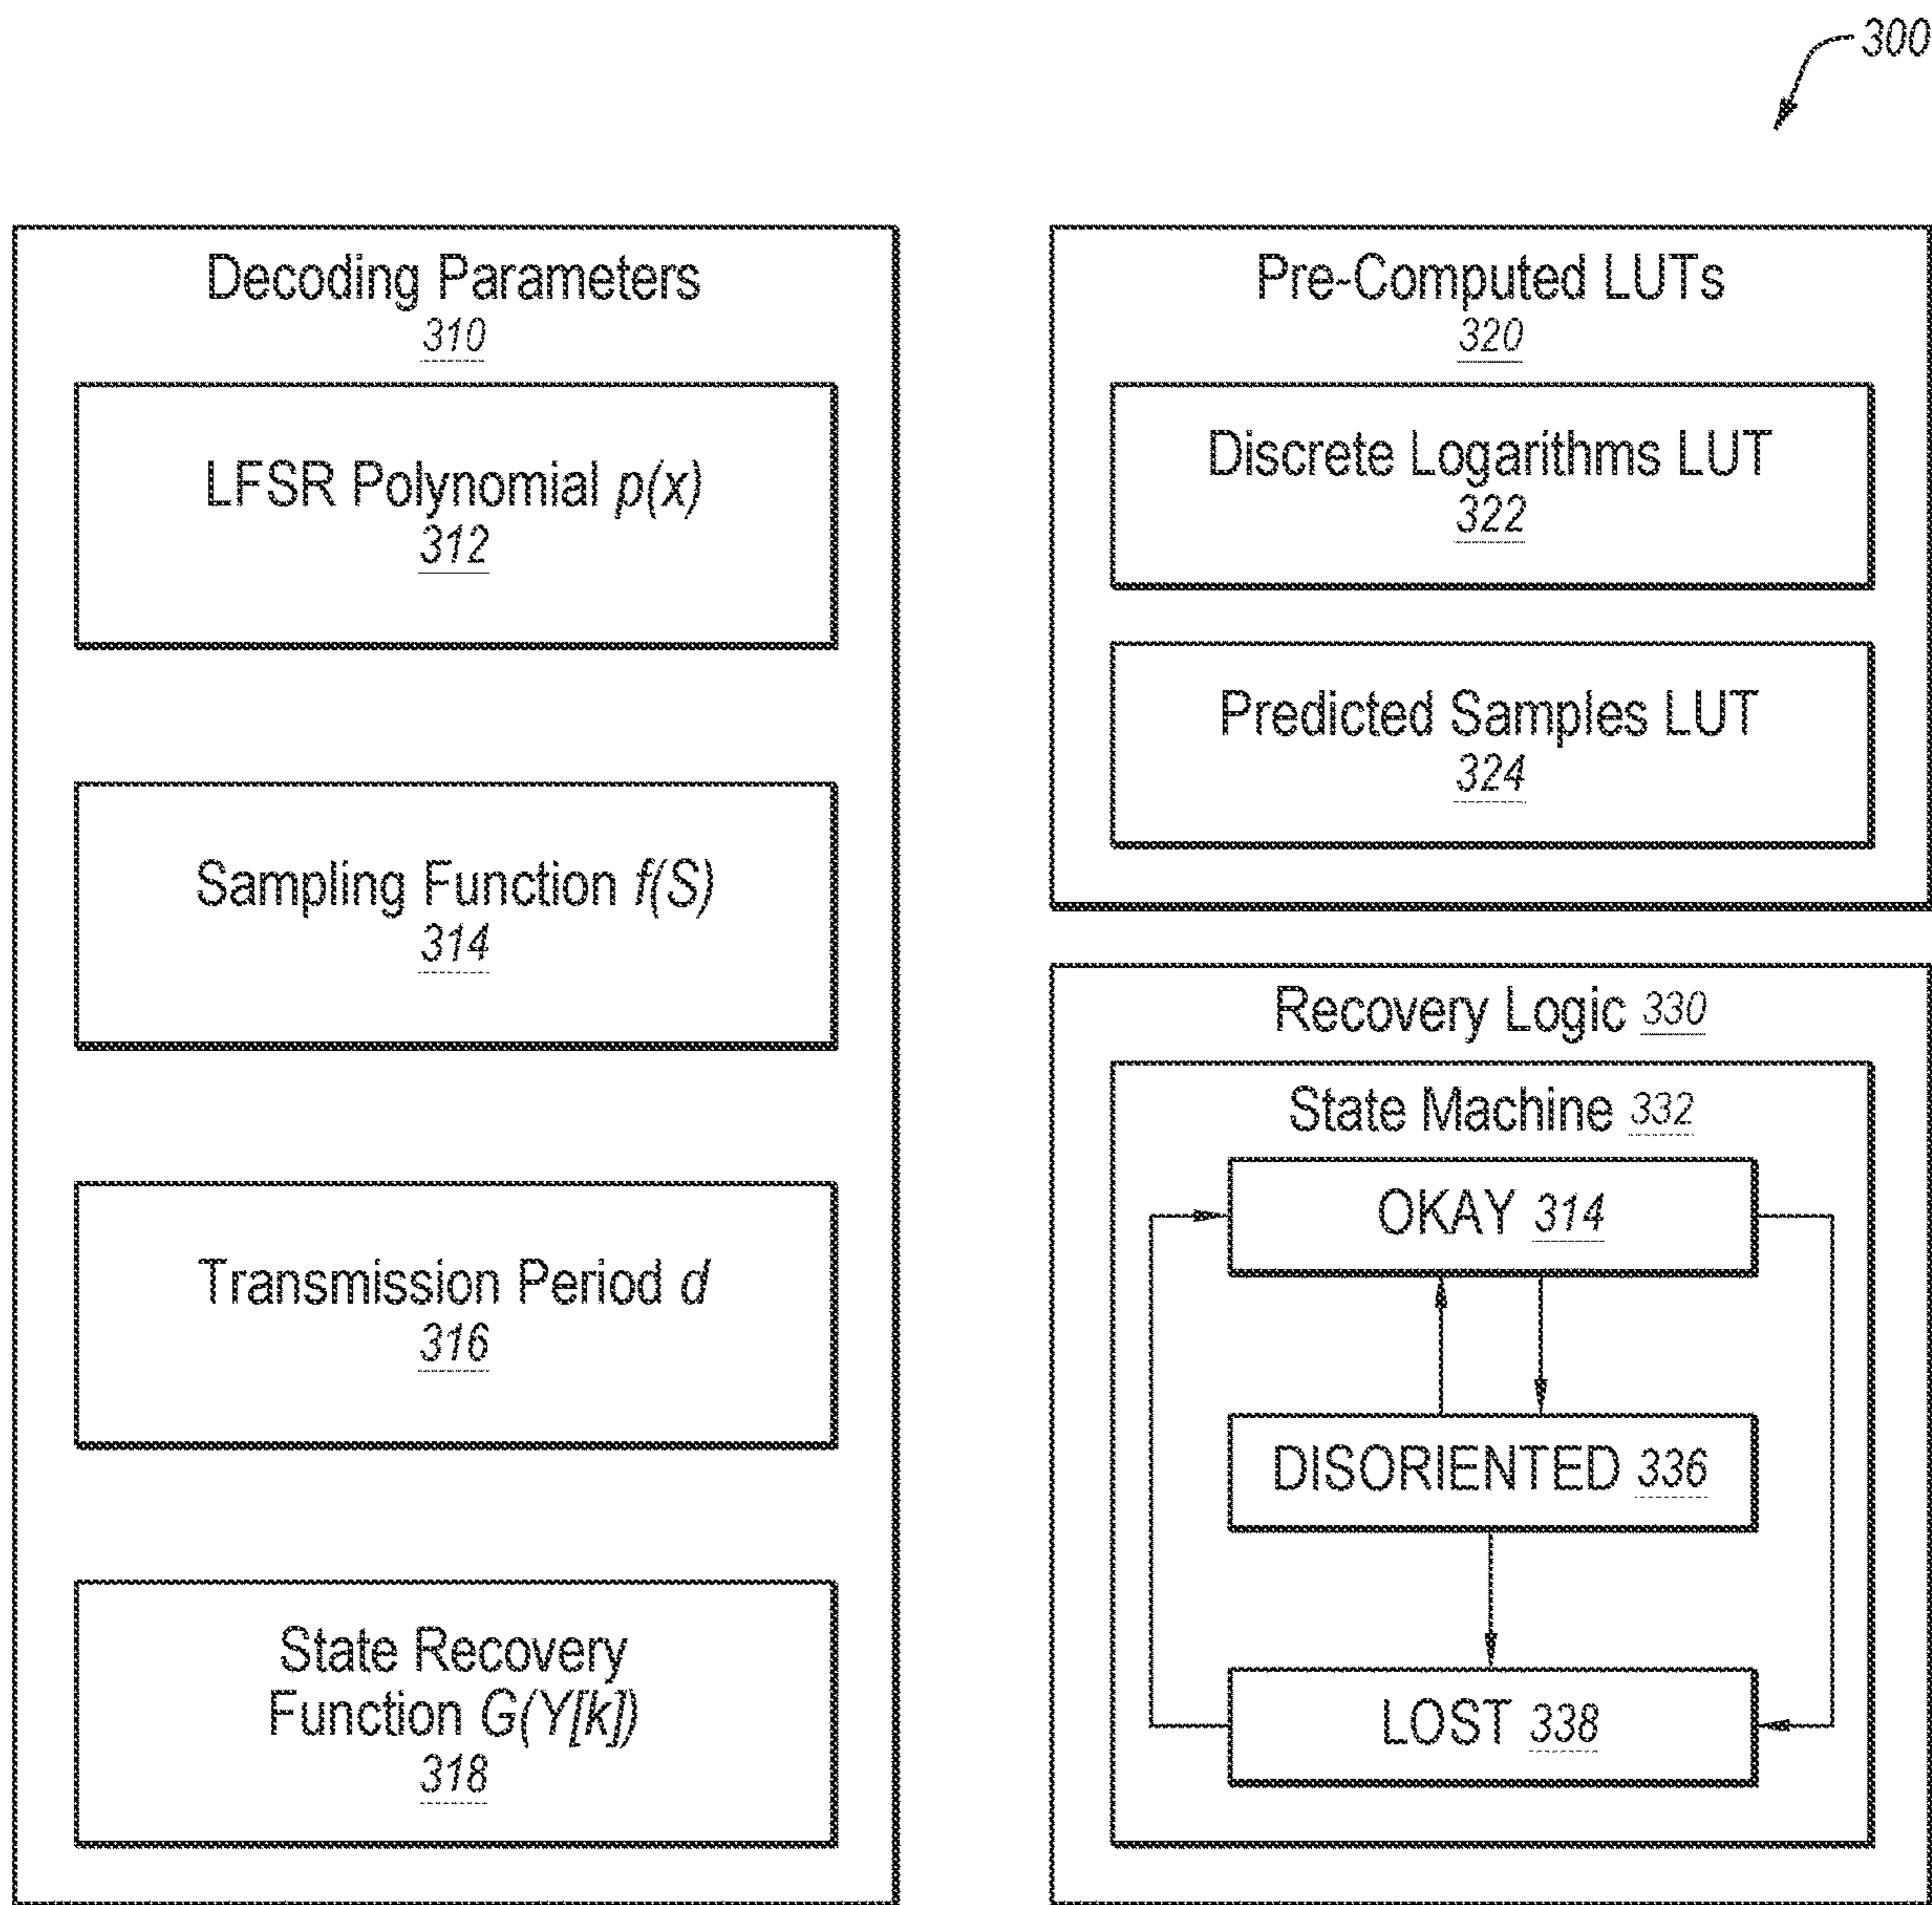 300
Decoding Parameters
310
LFSR Polynomial p(x)
312
Sampling Function f(S)
314
Transmission Period d
316
State Recovery
Function G(Y[k])
318
Pre-Computed LUTs
320
Discrete Logarithms LUT
322
Predicted Samples LUT
324
Recovery Logic 330
State Machine 332
OKAY 314
DISORIENTED 336
LOST 338